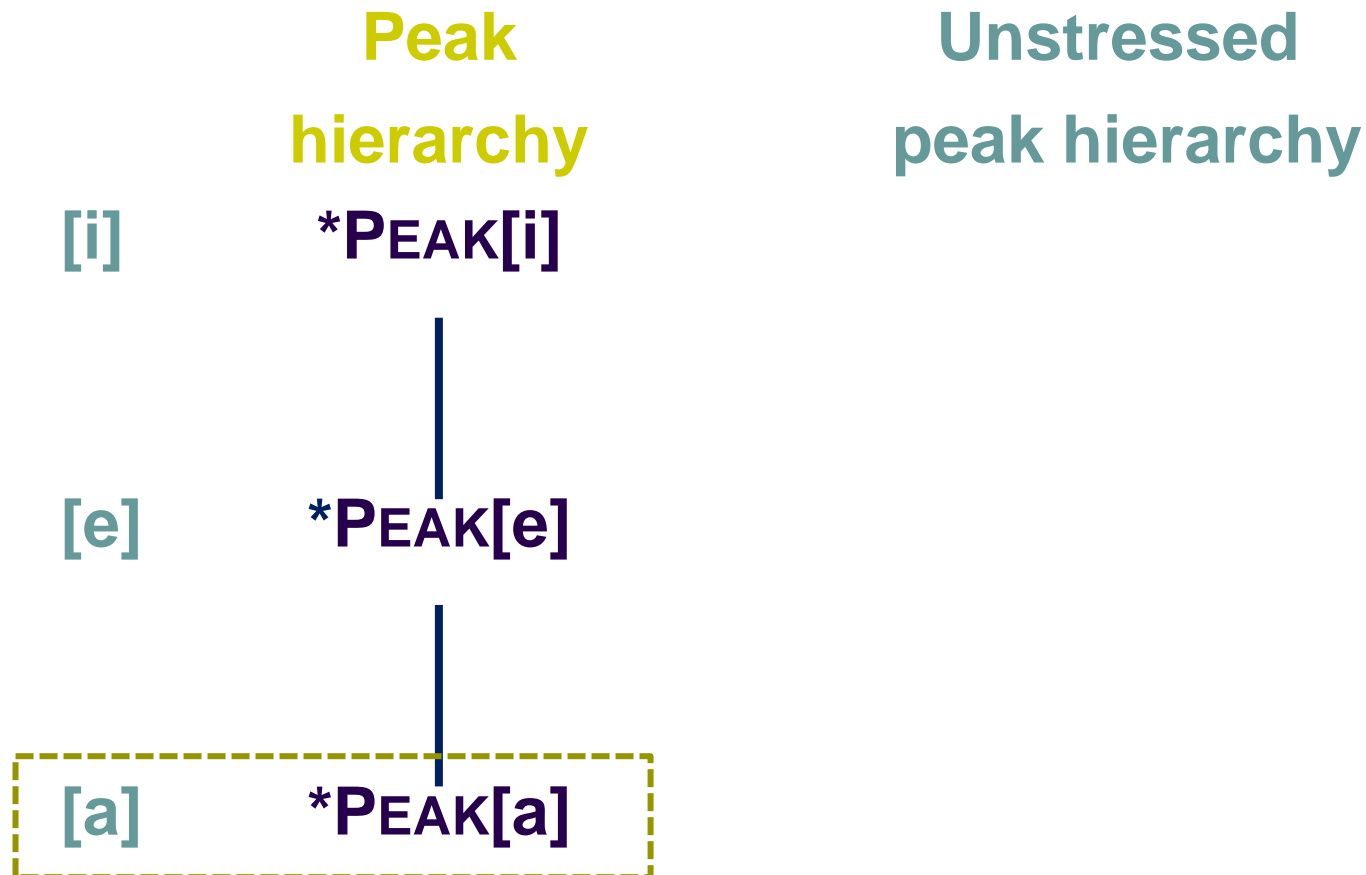 Peak Unstressed
hierarchy peak hierarchy
[i] *PEAK[i]
[e] *PEAK[e]
[a] *PEAK[a]